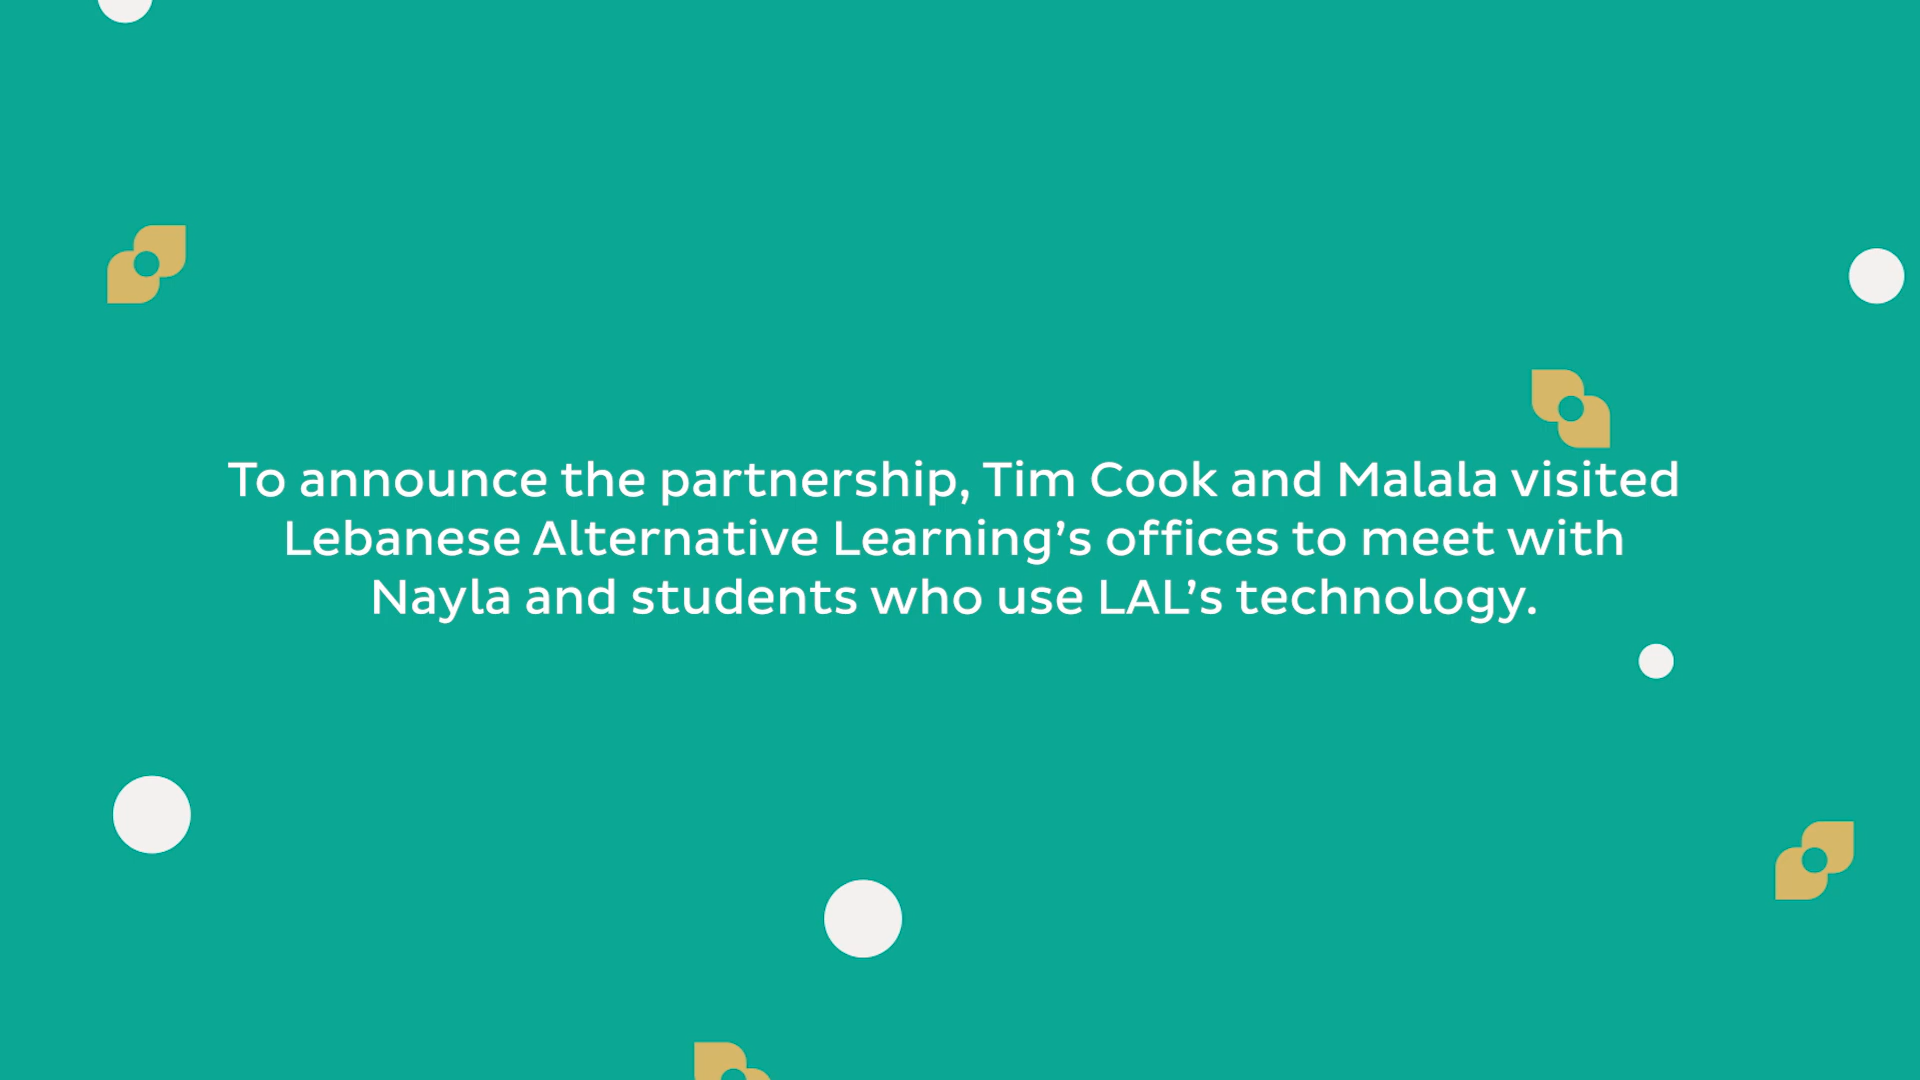 To announce the partnership, Tim Cook and Malala visited
Lebanese Alternative Learning’s offices to meet with
Nayla and students who use LAL’s technology.